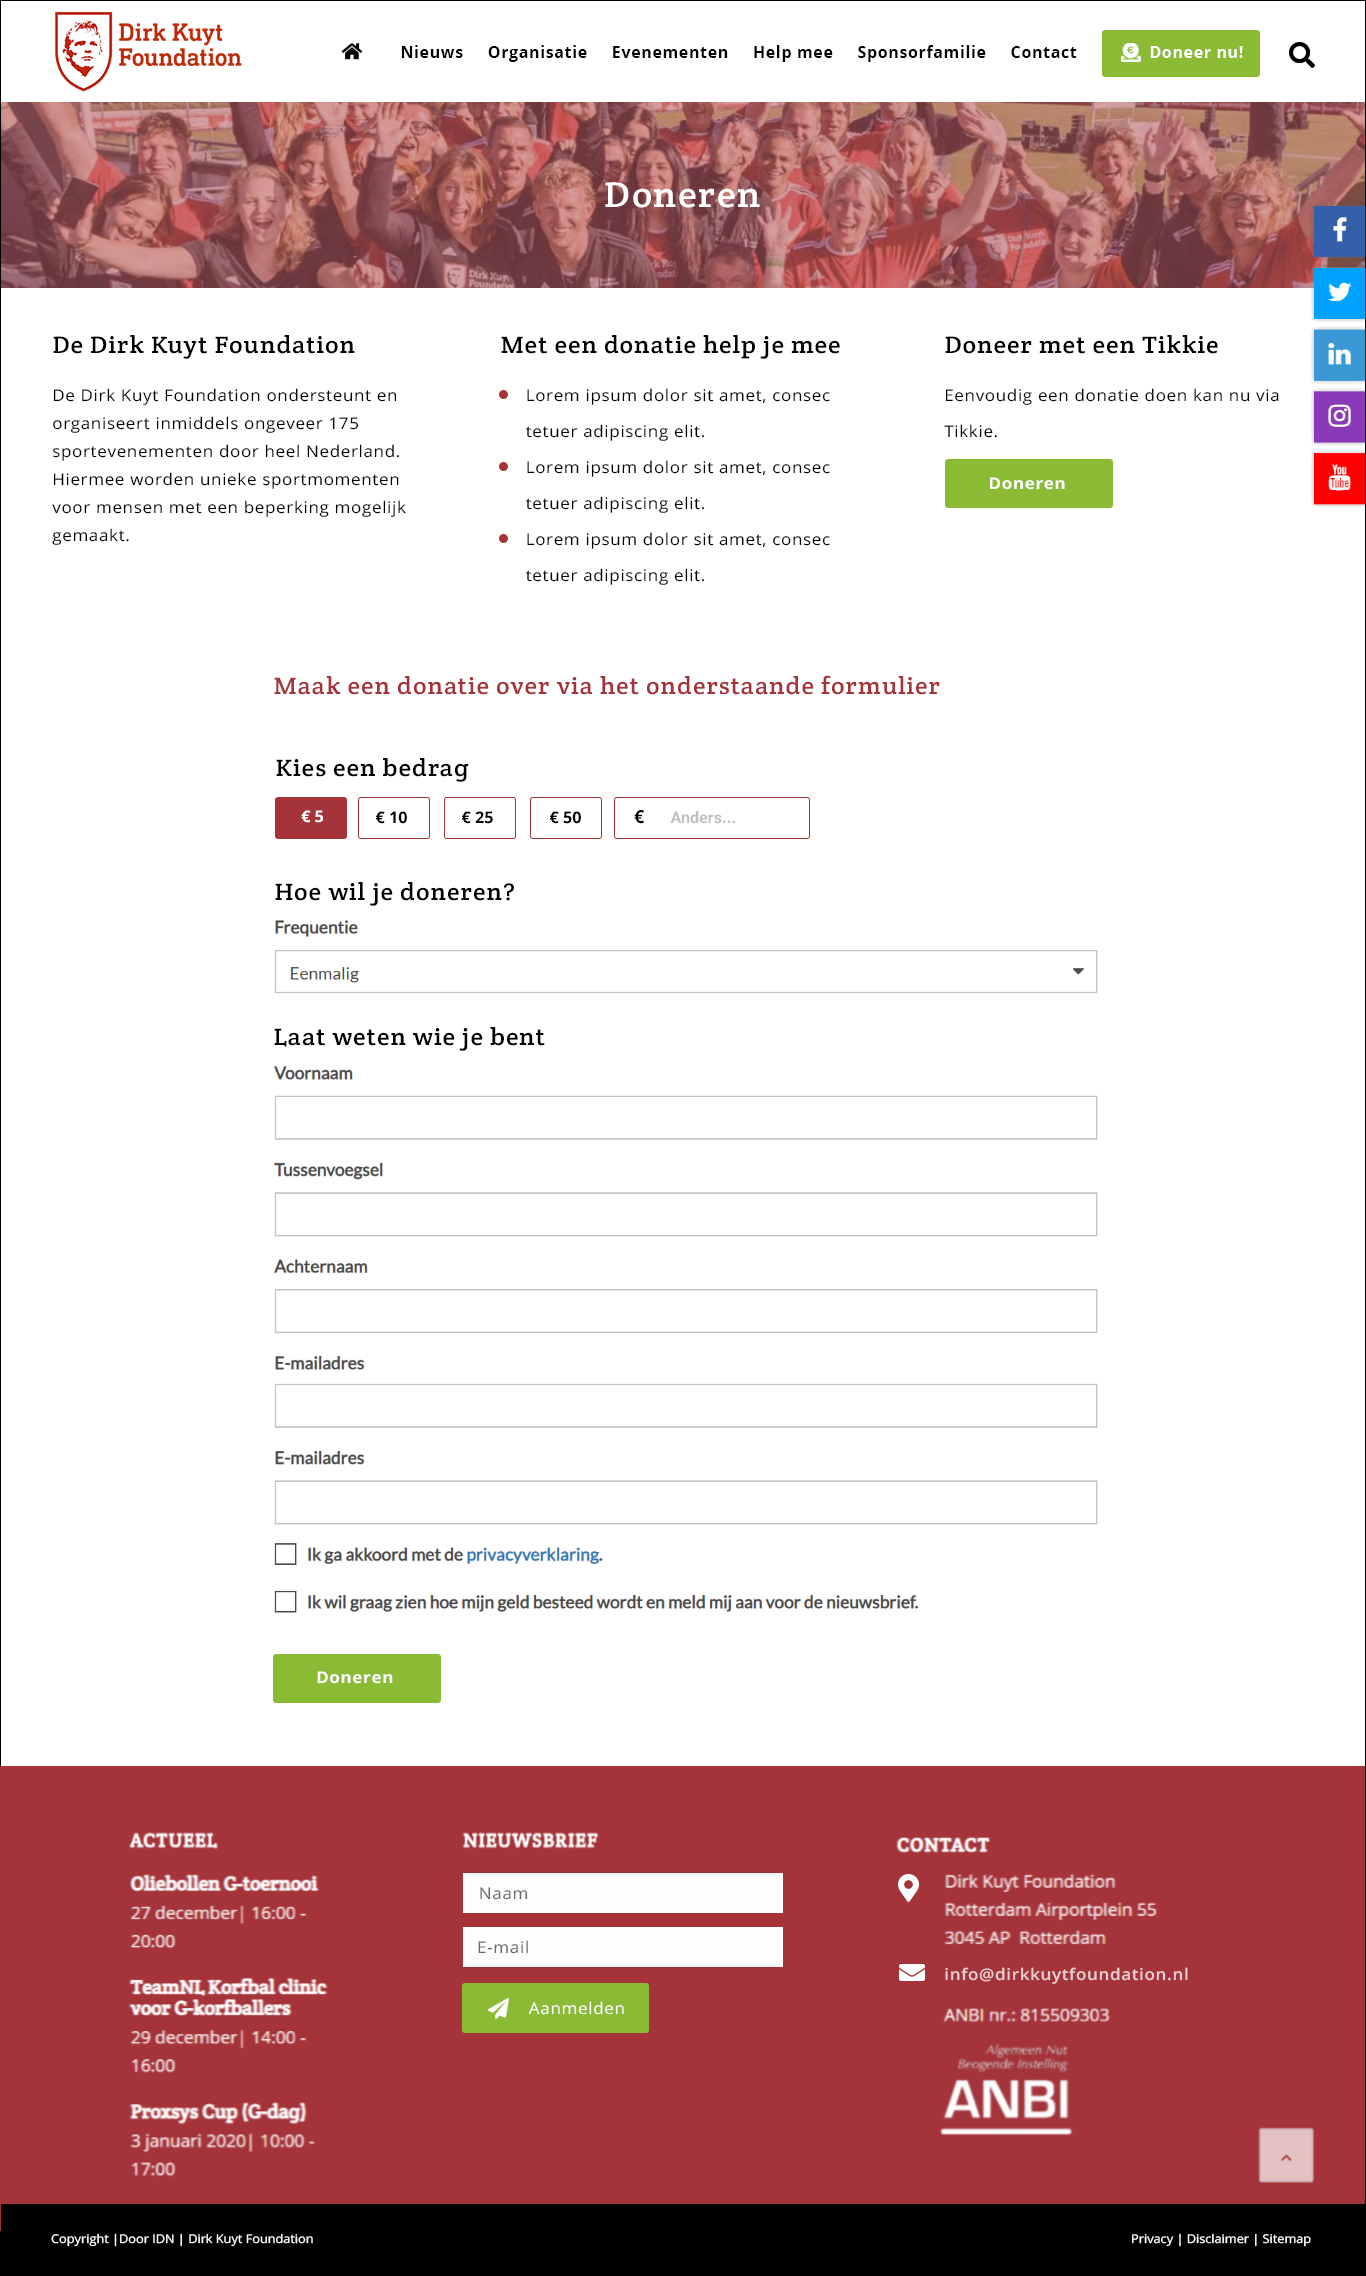 Dirk Kuyt
Foundation
Nieuws Organisatie Evenementen Help mee Sponsorfamilie Contact Doneer nu!
Doneren
De Dirk Kuyt Foundation
De Dirk Kuyt Foundation ondersteunt en
organiseert inmiddels ongeveer 175
sportevenementen door heel Nederland.
Hiermee worden unieke sportmomenten
voor mensen met een beperking mogelijk
gemaakt.
Met een donatie help je mee
Lorem ipsum dolor sit amet, consec
tetuer adipiscing elit.
Lorem ipsum dolor sit amet, consec
tetuer adipiscing elit.
Lorem ipsum dolor sit amet, consec
tetuer adipiscing elit.
Doneer met een Tikkie
Eenvoudig een donatie doen kan nu via
Tikkie.
Doneren
You
Tube
Maak een donatie over via het onderstaande formulier
Kies een bedrag
€ 5 € 10 € 25 € 50 € Anders...
Hoe wil je doneren?
Frequentie
Eenmalig
Laat weten wie je bent
Voornaam
Tussenvoegsel
Achternaam
E-mailadres
E-mailadres
Ik ga akkoord met de privacyverklaring.
Ik wil graag zien hoe mijn geld besteed wordt en meld mij aan voor de nieuwsbrief.
Doneren
ACTUEEL
Oliebollen G-toernooi
27 december| 16:00 -
20:00
TeamNL Korfbal clinic
voor G-korfballers
29 december| 14:00 -
16:00
Proxsys Cup (G-dag)
3 januari 2020| 10:00 -
17:00
NIEUWSBRIEF
Naam
E-mail
Aanmelden
CONTACT
Dirk Kuyt Foundation
Rotterdam Airportplein 55
3045 AP Rotterdam
info@dirkkuytfoundation.nl
ANBI nr.: 815509303
Algemeen Nut
Beogende Instelling
ANBI
Copyright |Door IDN | Dirk Kuyt Foundation
Privacy | Disclaimer | Sitemap